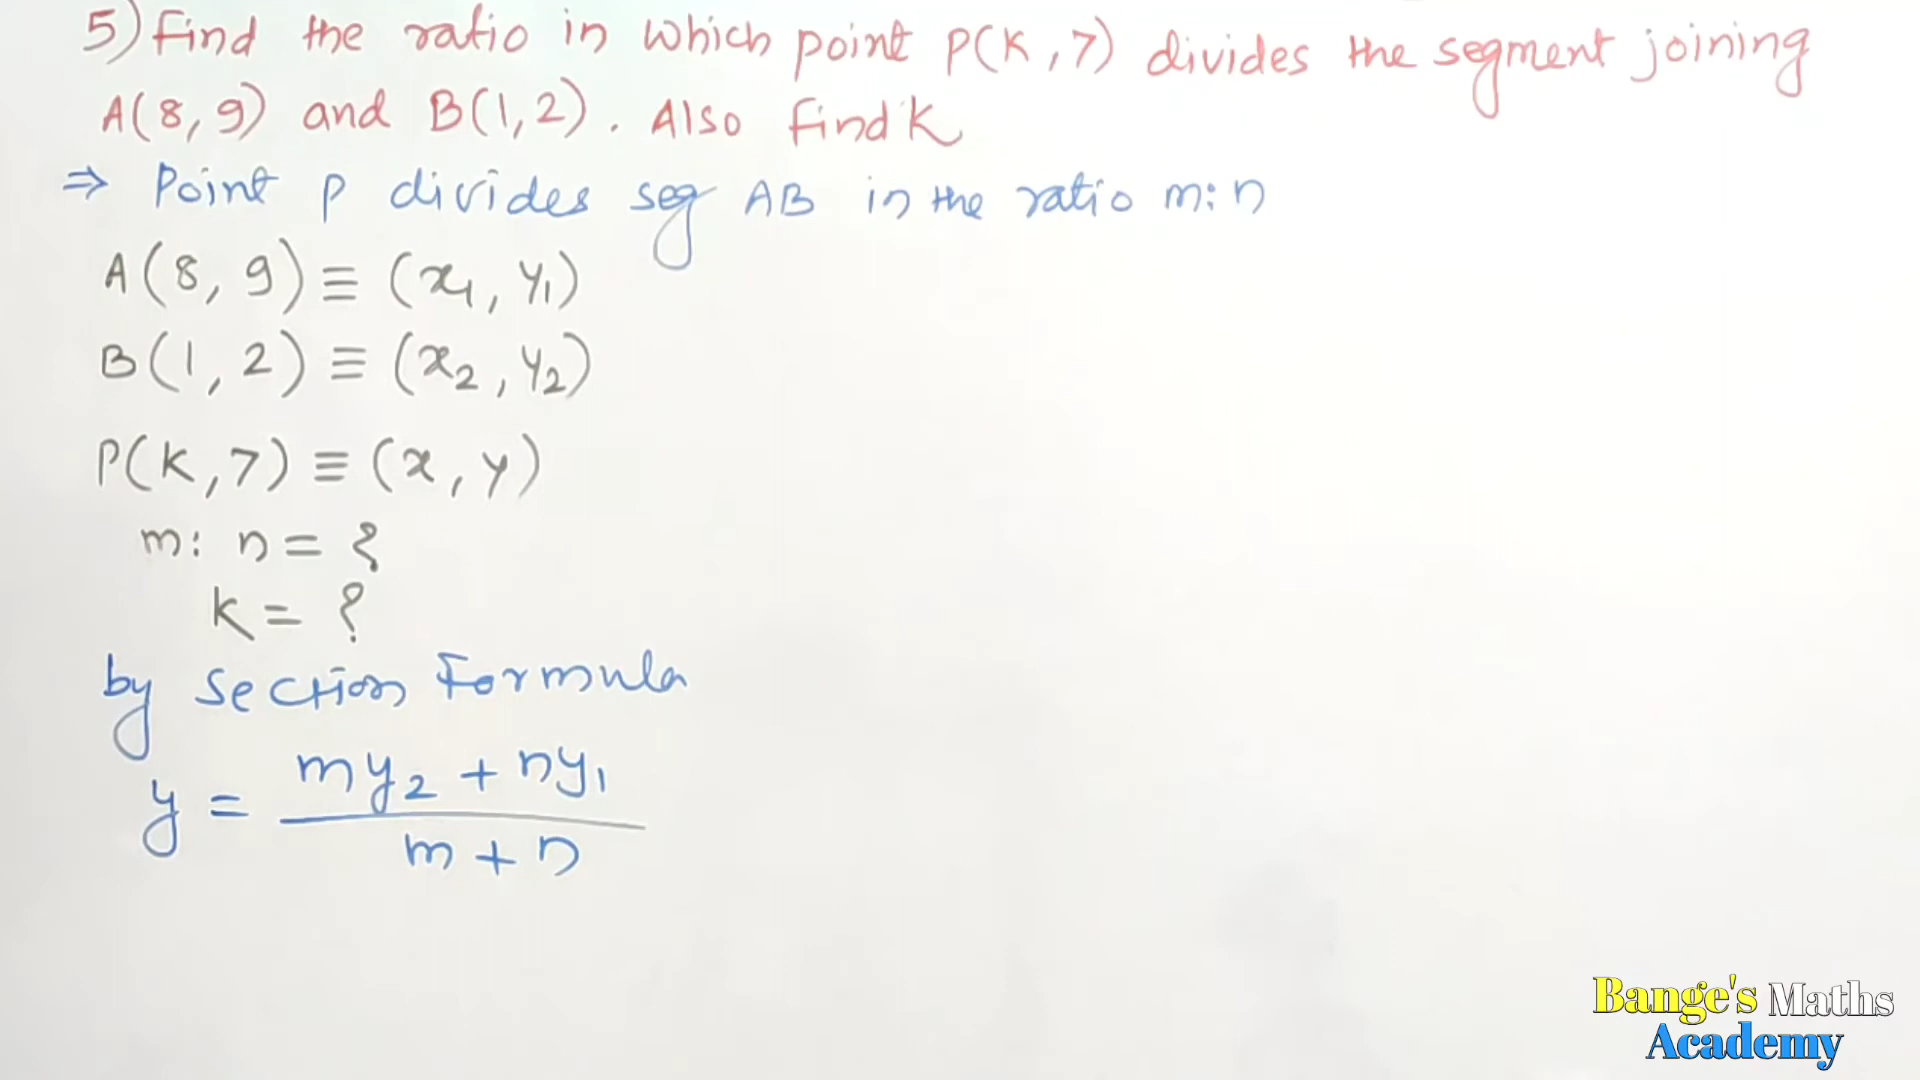 5) Find the ratio in which point P(K,7) divides the segment joining
A(8,9) and B(1,2). Also find K
⇒ Point P divides seg AB in the ratio m:n
A(8,9) ≡ (x1, y1)
B(1,2) ≡ (x2, y2)
P(K,7) ≡ (x,y)
m:n = ?
K = ?
by section Formula
y = my2 + ny1
m + n
Bange's Maths
Academy